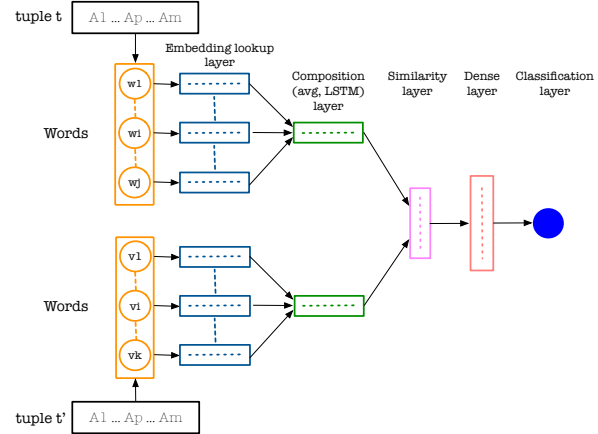 tuple t
A1 ... Ap ... Am
Embedding lookup
layer
Composition
(avg, LSTM)
layer
Similarity
layer
Dense
layer
Classification
layer
w1
Words
wi
wj
v1
Words
vi
vk
tuple t'
A1 ... Ap ... Am